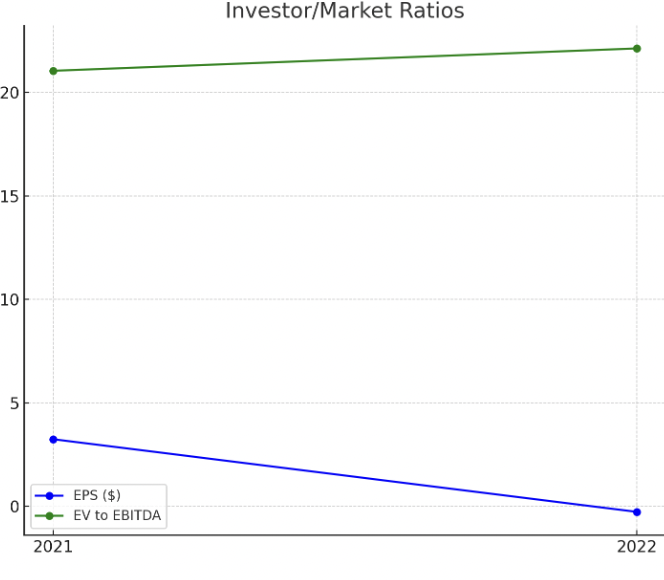 Investor/Market Ratios
20
15
10
5
0
EPS ($)
EV to EBITDA
2021
2022